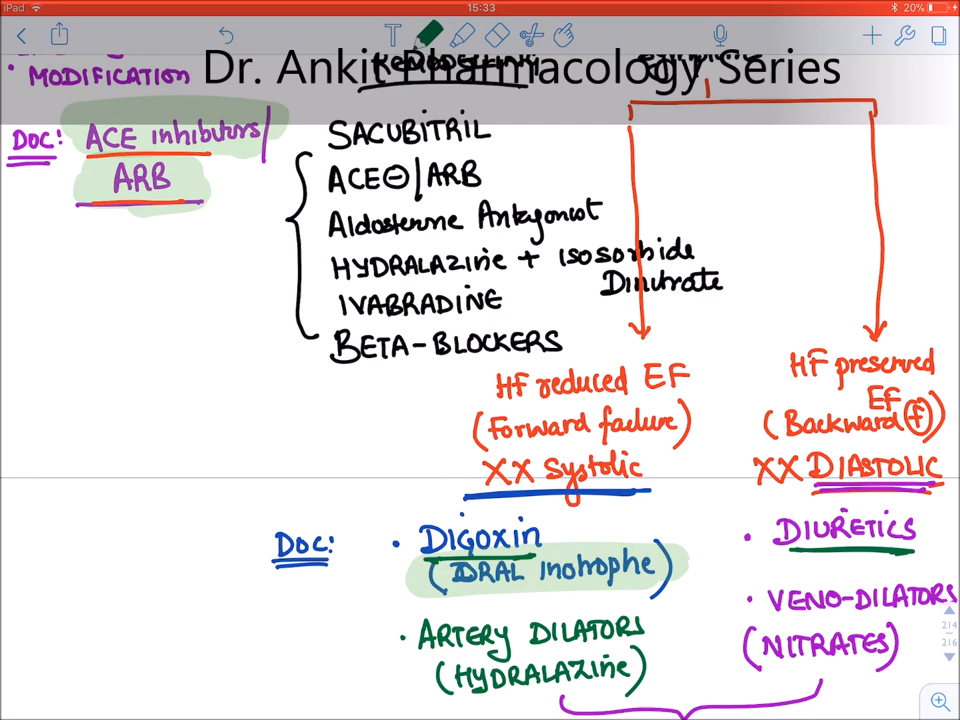 iPad
15:33
20%
Dr. Ankit Pharmacology Series
• MODIFICATION
DOC: ACE inhibitors/
ARB
SACUBITRIL
ACE⊖/ARB
Aldosterone Antagonist
HYDRALAZINE + ISOSORBIDE
Dinitrate
IVABRADINE
BETA-BLOCKERS
HF reduced EF
(Forward failure)
XX Systolic
HF preserved
EF
(Backward f)
XX DIASTOLIC
DOC:
• DIGOXIN
(ORAL inotrophe)
• ARTERY DILATORS
(HYDRALAZINE)
• DIURETICS
• VENO-DILATORS
(NITRATES)
214
216